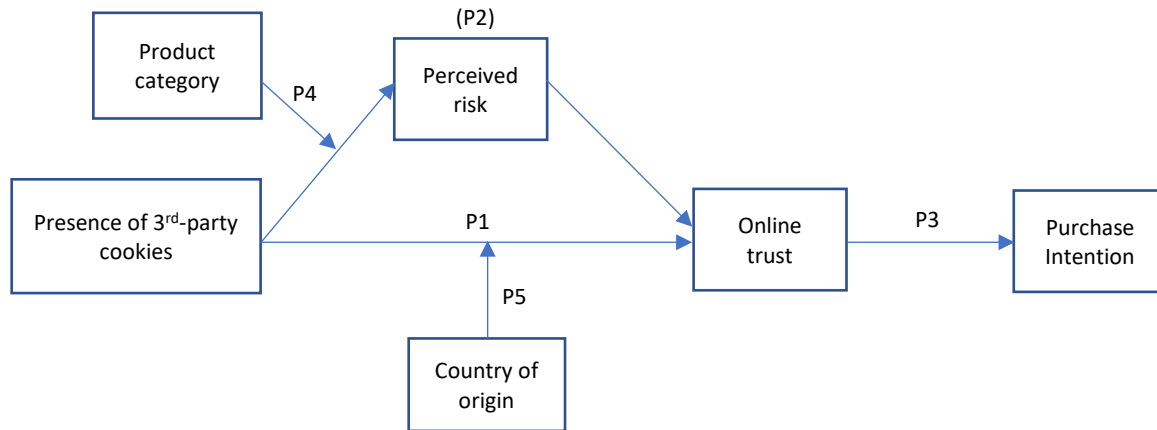 (P2)
Product
category
Perceived
risk
P4
Presence of 3rd-party
cookies
P1
Online
trust
P3
Purchase
Intention
P5
Country of
origin